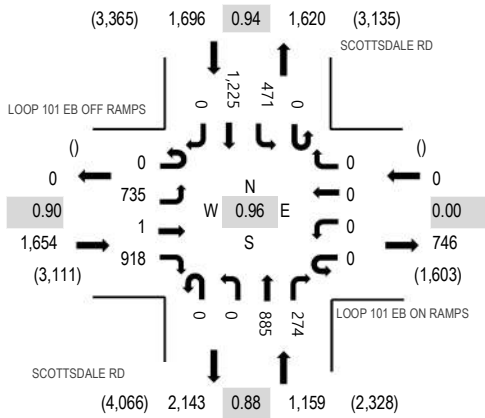 (3,365) 1,696 0.94 1,620 (3,135)
SCOTTSDALE RD
0 1,225 471 0
LOOP 101 EB OFF RAMPS
() ()
0 0 0 0
735 N 0
0.90 W 0.96 E 0.00
1 S 0
1,654 918 0 746
(3,111) (1,603)
0 0 885 274
LOOP 101 EB ON RAMPS
SCOTTSDALE RD
(4,066) 2,143 0.88 1,159 (2,328)